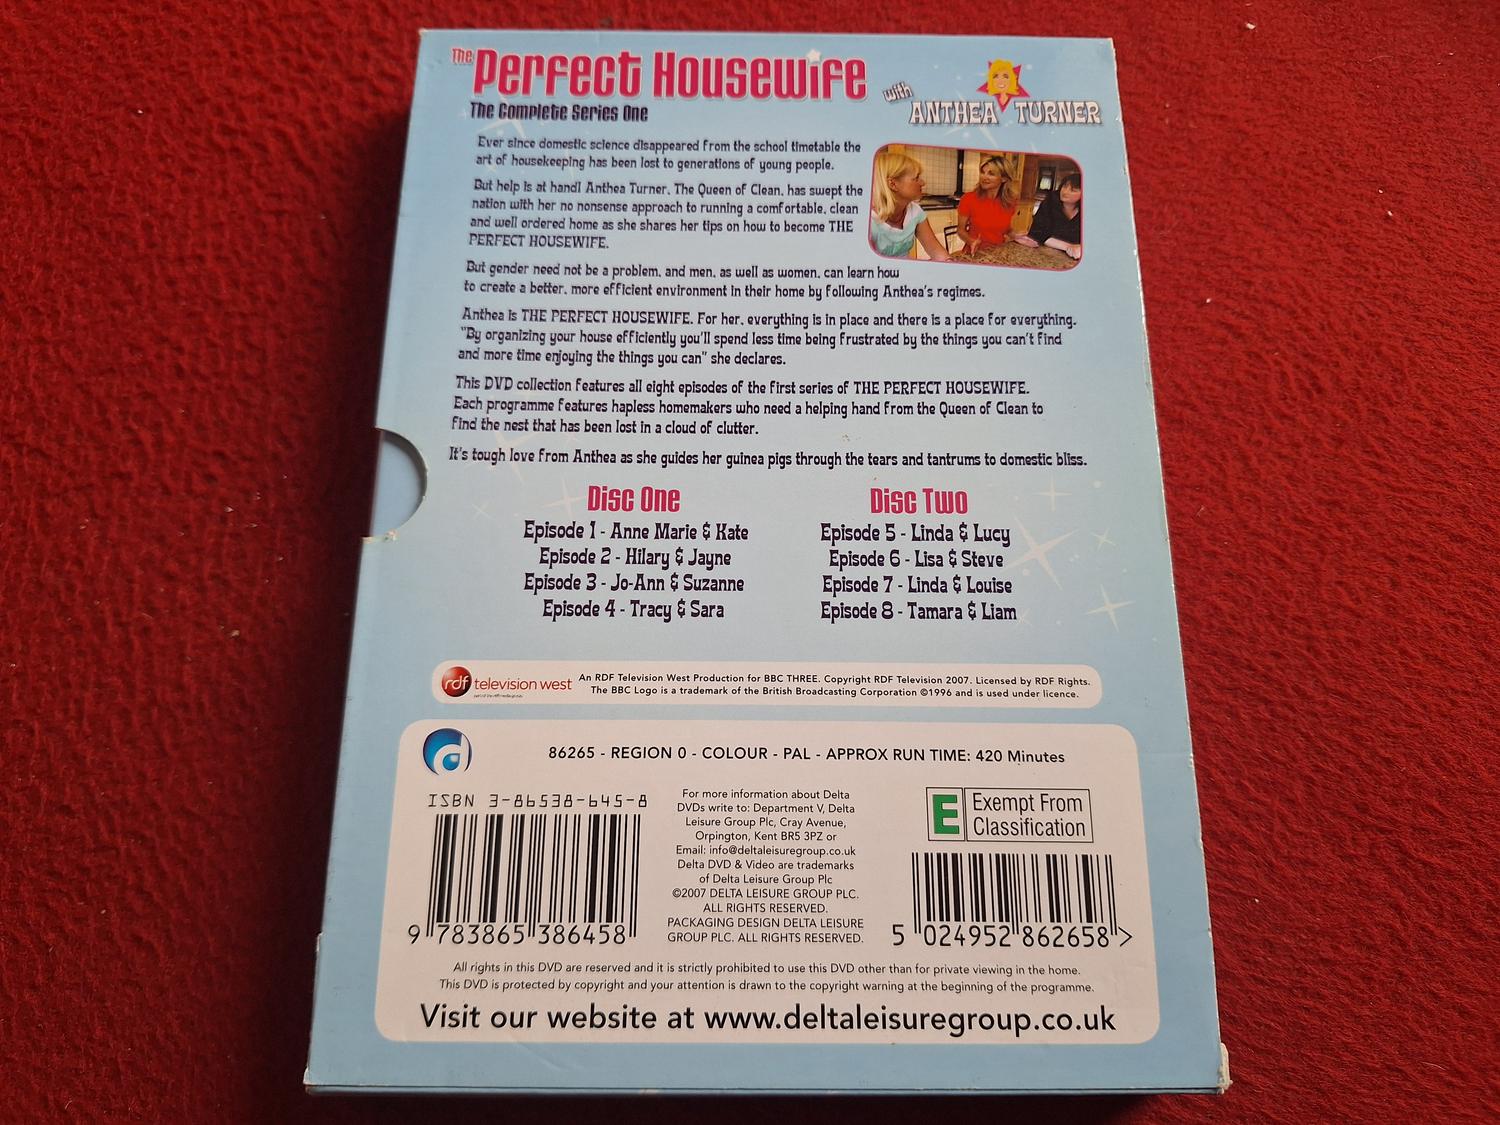 The Perfect Housewife
with ANTHEA TURNER
The Complete Series One
Ever since domestic science disappeared from the school timetable the
art of housekeeping has been lost to generations of young people.
But help is at hand! Anthea Turner, The Queen of Clean, has swept the
nation with her no nonsense approach to running a comfortable, clean
and well ordered home as she shares her tips on how to become THE
PERFECT HOUSEWIFE.
But gender need not be a problem, and men, as well as women, can learn how
to create a better, more efficient environment in their home by following Anthea's regimes.
Anthea is THE PERFECT HOUSEWIFE. For her, everything is in place and there is a place for everything.
"By organizing your house efficiently you'll spend less time being frustrated by the things you can't find
and more time enjoying the things you can" she declares.
This DVD collection features all eight episodes of the first series of THE PERFECT HOUSEWIFE.
Each programme features hapless homemakers who need a helping hand from the Queen of Clean to
find the nest that has been lost in a cloud of clutter.
It's tough love from Anthea as she guides her guinea pigs through the tears and tantrums to domestic bliss.
Disc One
Episode 1 - Anne Marie & Kate
Episode 2 - Hilary & Jayne
Episode 3 - Jo-Ann & Suzanne
Episode 4 - Tracy & Sara
Disc Two
Episode 5 - Linda & Lucy
Episode 6 - Lisa & Steve
Episode 7 - Linda & Louise
Episode 8 - Tamara & Liam
rdf television west
An RDF Television West Production for BBC THREE. Copyright RDF Television 2007. Licensed by RDF Rights.
The BBC Logo is a trademark of the British Broadcasting Corporation ©1996 and is used under licence.
d
86265 - REGION 0 - COLOUR - PAL - APPROX RUN TIME: 420 Minutes
ISBN 3-86538-645-8
9 783865 386458
For more information about Delta
DVDs write to: Department V, Delta
Leisure Group Plc, Cray Avenue,
Orpington, Kent BR5 3PZ or
Email: info@deltaleisuregroup.co.uk
Delta DVD & Video are trademarks
of Delta Leisure Group Plc
©2007 DELTA LEISURE GROUP PLC.
ALL RIGHTS RESERVED.
PACKAGING DESIGN DELTA LEISURE
GROUP PLC. ALL RIGHTS RESERVED.
E Exempt From
Classification
5 024952 862658 >
All rights in this DVD are reserved and it is strictly prohibited to use this DVD other than for private viewing in the home.
This DVD is protected by copyright and your attention is drawn to the copyright warning at the beginning of the programme.
Visit our website at www.deltaleisuregroup.co.uk